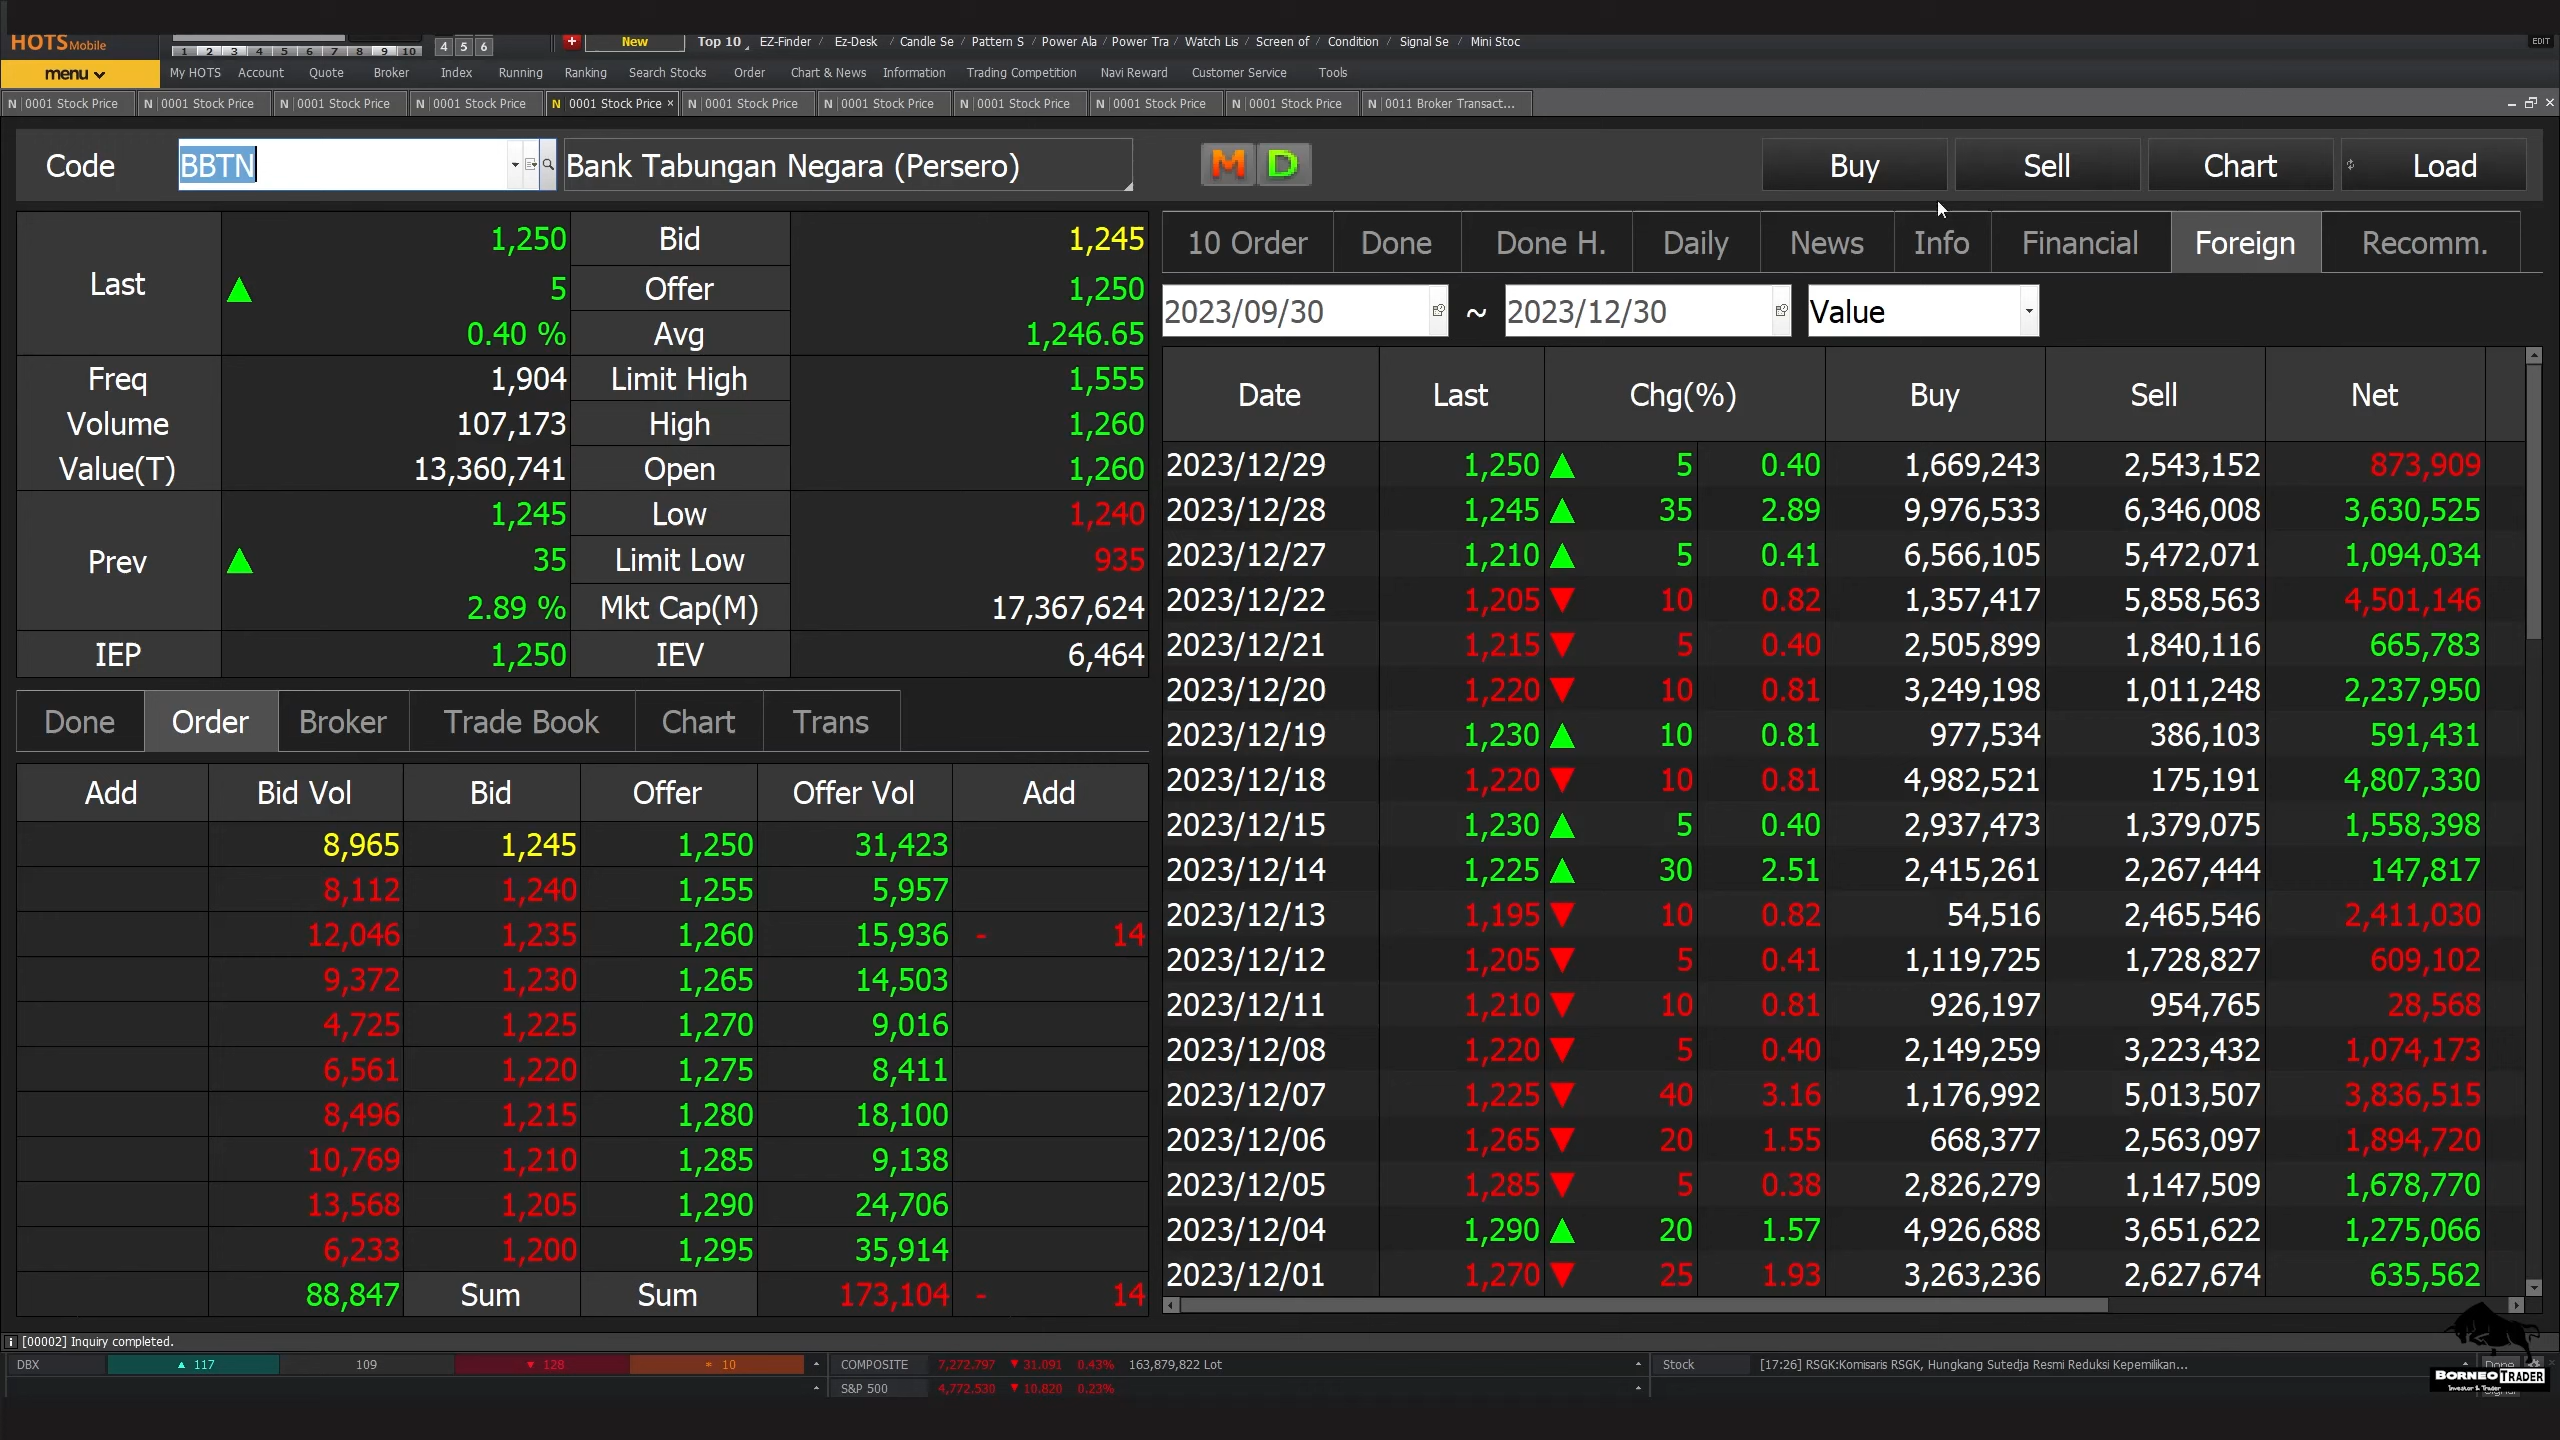 HOTS Mobile
1 2 3 4 5 6 7 8 9 10 4 5 6 New Top 10 EZ-Finder / Ez-Desk / Candle Se / Pattern S / Power Ala / Power Tra / Watch Lis / Screen of / Condition / Signal Se / Mini Stoc EDIT
menu My HOTS Account Quote Broker Index Running Ranking Search Stocks Order Chart & News Information Trading Competition Navi Reward Customer Service Tools
N 0001 Stock Price N 0001 Stock Price N 0001 Stock Price N 0001 Stock Price N 0001 Stock Price × N 0001 Stock Price N 0001 Stock Price N 0001 Stock Price N 0001 Stock Price N 0001 Stock Price N 0011 Broker Transact...
Code BBTN Bank Tabungan Negara (Persero) M D Buy Sell Chart Load
Last 1,250 Bid 1,245
▲ 5 Offer 1,250
0.40 % Avg 1,246.65
Freq 1,904 Limit High 1,555
Volume 107,173 High 1,260
Value(T) 13,360,741 Open 1,260
Prev 1,245 Low 1,240
▲ 35 Limit Low 935
2.89 % Mkt Cap(M) 17,367,624
IEP 1,250 IEV 6,464
Done Order Broker Trade Book Chart Trans
Add Bid Vol Bid Offer Offer Vol Add
8,965 1,245 1,250 31,423
8,112 1,240 1,255 5,957
12,046 1,235 1,260 15,936 - 14
9,372 1,230 1,265 14,503
4,725 1,225 1,270 9,016
6,561 1,220 1,275 8,411
8,496 1,215 1,280 18,100
10,769 1,210 1,285 9,138
13,568 1,205 1,290 24,706
6,233 1,200 1,295 35,914
88,847 Sum Sum 173,104 - 14
10 Order Done Done H. Daily News Info Financial Foreign Recomm.
2023/09/30 ~ 2023/12/30 Value
Date Last Chg(%) Buy Sell Net
2023/12/29 1,250 ▲ 5 0.40 1,669,243 2,543,152 873,909
2023/12/28 1,245 ▲ 35 2.89 9,976,533 6,346,008 3,630,525
2023/12/27 1,210 ▲ 5 0.41 6,566,105 5,472,071 1,094,034
2023/12/22 1,205 ▼ 10 0.82 1,357,417 5,858,563 4,501,146
2023/12/21 1,215 ▼ 5 0.40 2,505,899 1,840,116 665,783
2023/12/20 1,220 ▼ 10 0.81 3,249,198 1,011,248 2,237,950
2023/12/19 1,230 ▲ 10 0.81 977,534 386,103 591,431
2023/12/18 1,220 ▼ 10 0.81 4,982,521 175,191 4,807,330
2023/12/15 1,230 ▲ 5 0.40 2,937,473 1,379,075 1,558,398
2023/12/14 1,225 ▲ 30 2.51 2,415,261 2,267,444 147,817
2023/12/13 1,195 ▼ 10 0.82 54,516 2,465,546 2,411,030
2023/12/12 1,205 ▼ 5 0.41 1,119,725 1,728,827 609,102
2023/12/11 1,210 ▼ 10 0.81 926,197 954,765 28,568
2023/12/08 1,220 ▼ 5 0.40 2,149,259 3,223,432 1,074,173
2023/12/07 1,225 ▼ 40 3.16 1,176,992 5,013,507 3,836,515
2023/12/06 1,265 ▼ 20 1.55 668,377 2,563,097 1,894,720
2023/12/05 1,285 ▼ 5 0.38 2,826,279 1,147,509 1,678,770
2023/12/04 1,290 ▲ 20 1.57 4,926,688 3,651,622 1,275,066
2023/12/01 1,270 ▼ 25 1.93 3,263,236 2,627,674 635,562
[00002] Inquiry completed.
DBX ▲ 117 109 ▼ 128 * 10 COMPOSITE 7,272.797 ▼ 31.091 0.43% 163,879,822 Lot Stock [17:26] RSGK:Komisaris RSGK, Hungkang Sutedja Resmi Reduksi Kepemilikan... Done
S&P 500 4,772.530 ▼ 10.820 0.23%
BORNEO TRADER
Investor & Trader